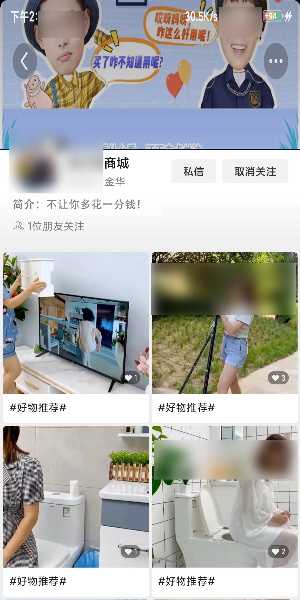 下午2:
30.5K/s
哎呀妈呀
咋这么好用呢!
买了咋不知道用呢?
商城
金华
私信
取消关注
简介: 不让你多花一分钱!
1位朋友关注
1
3
#好物推荐#
#好物推荐#
2
#好物推荐#
#好物推荐#